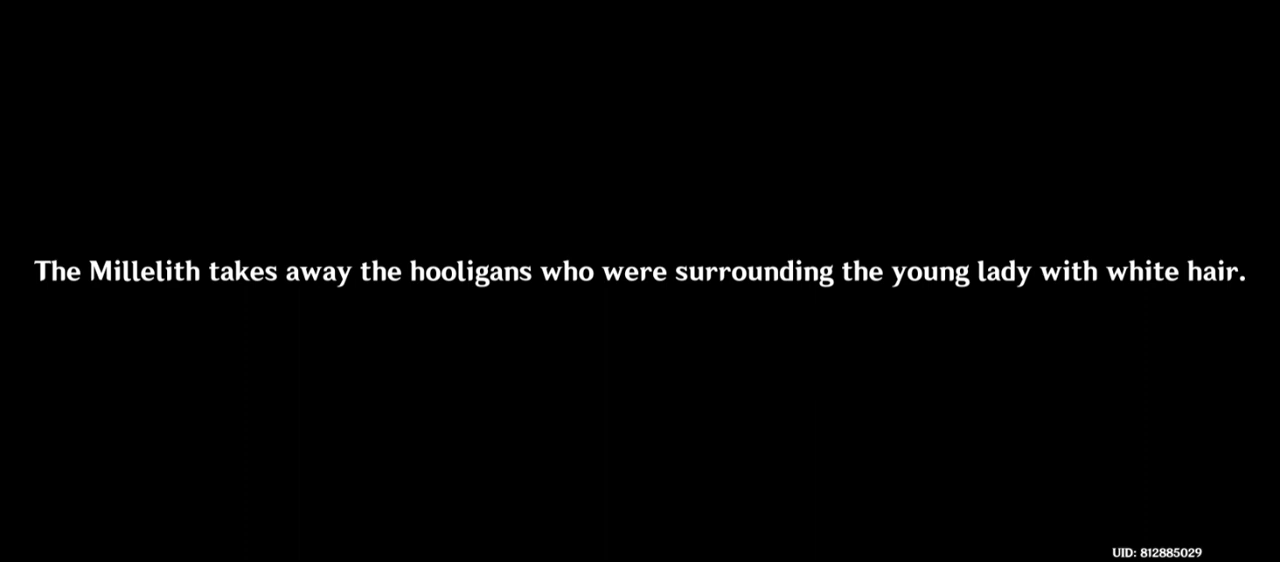 The Millelith takes away the hooligans who were surrounding the young lady with white hair.
UID: 812885029